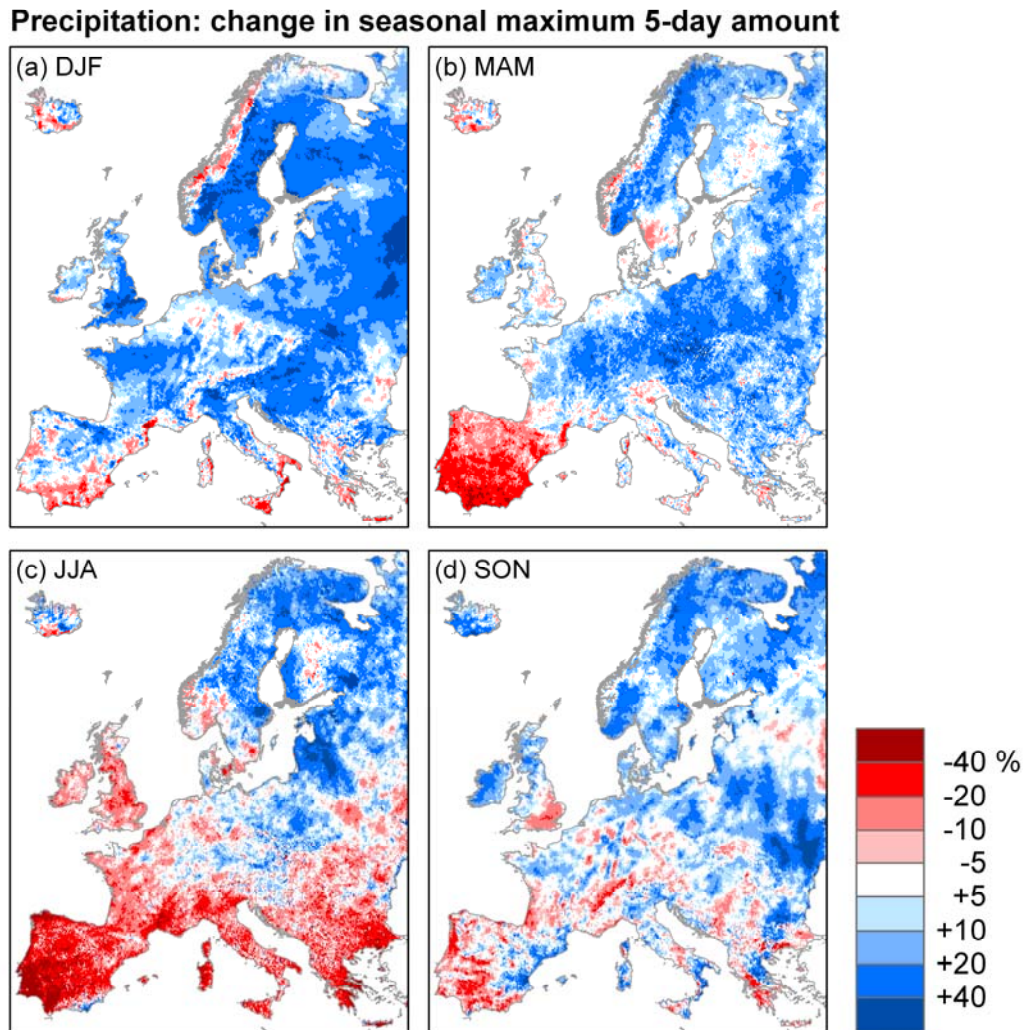 Precipitation: change in seasonal maximum 5-day amount
(a) DJF
(b) MAM
(c) JJA
(d) SON
-40 %
-20
-10
-5
+5
+10
+20
+40